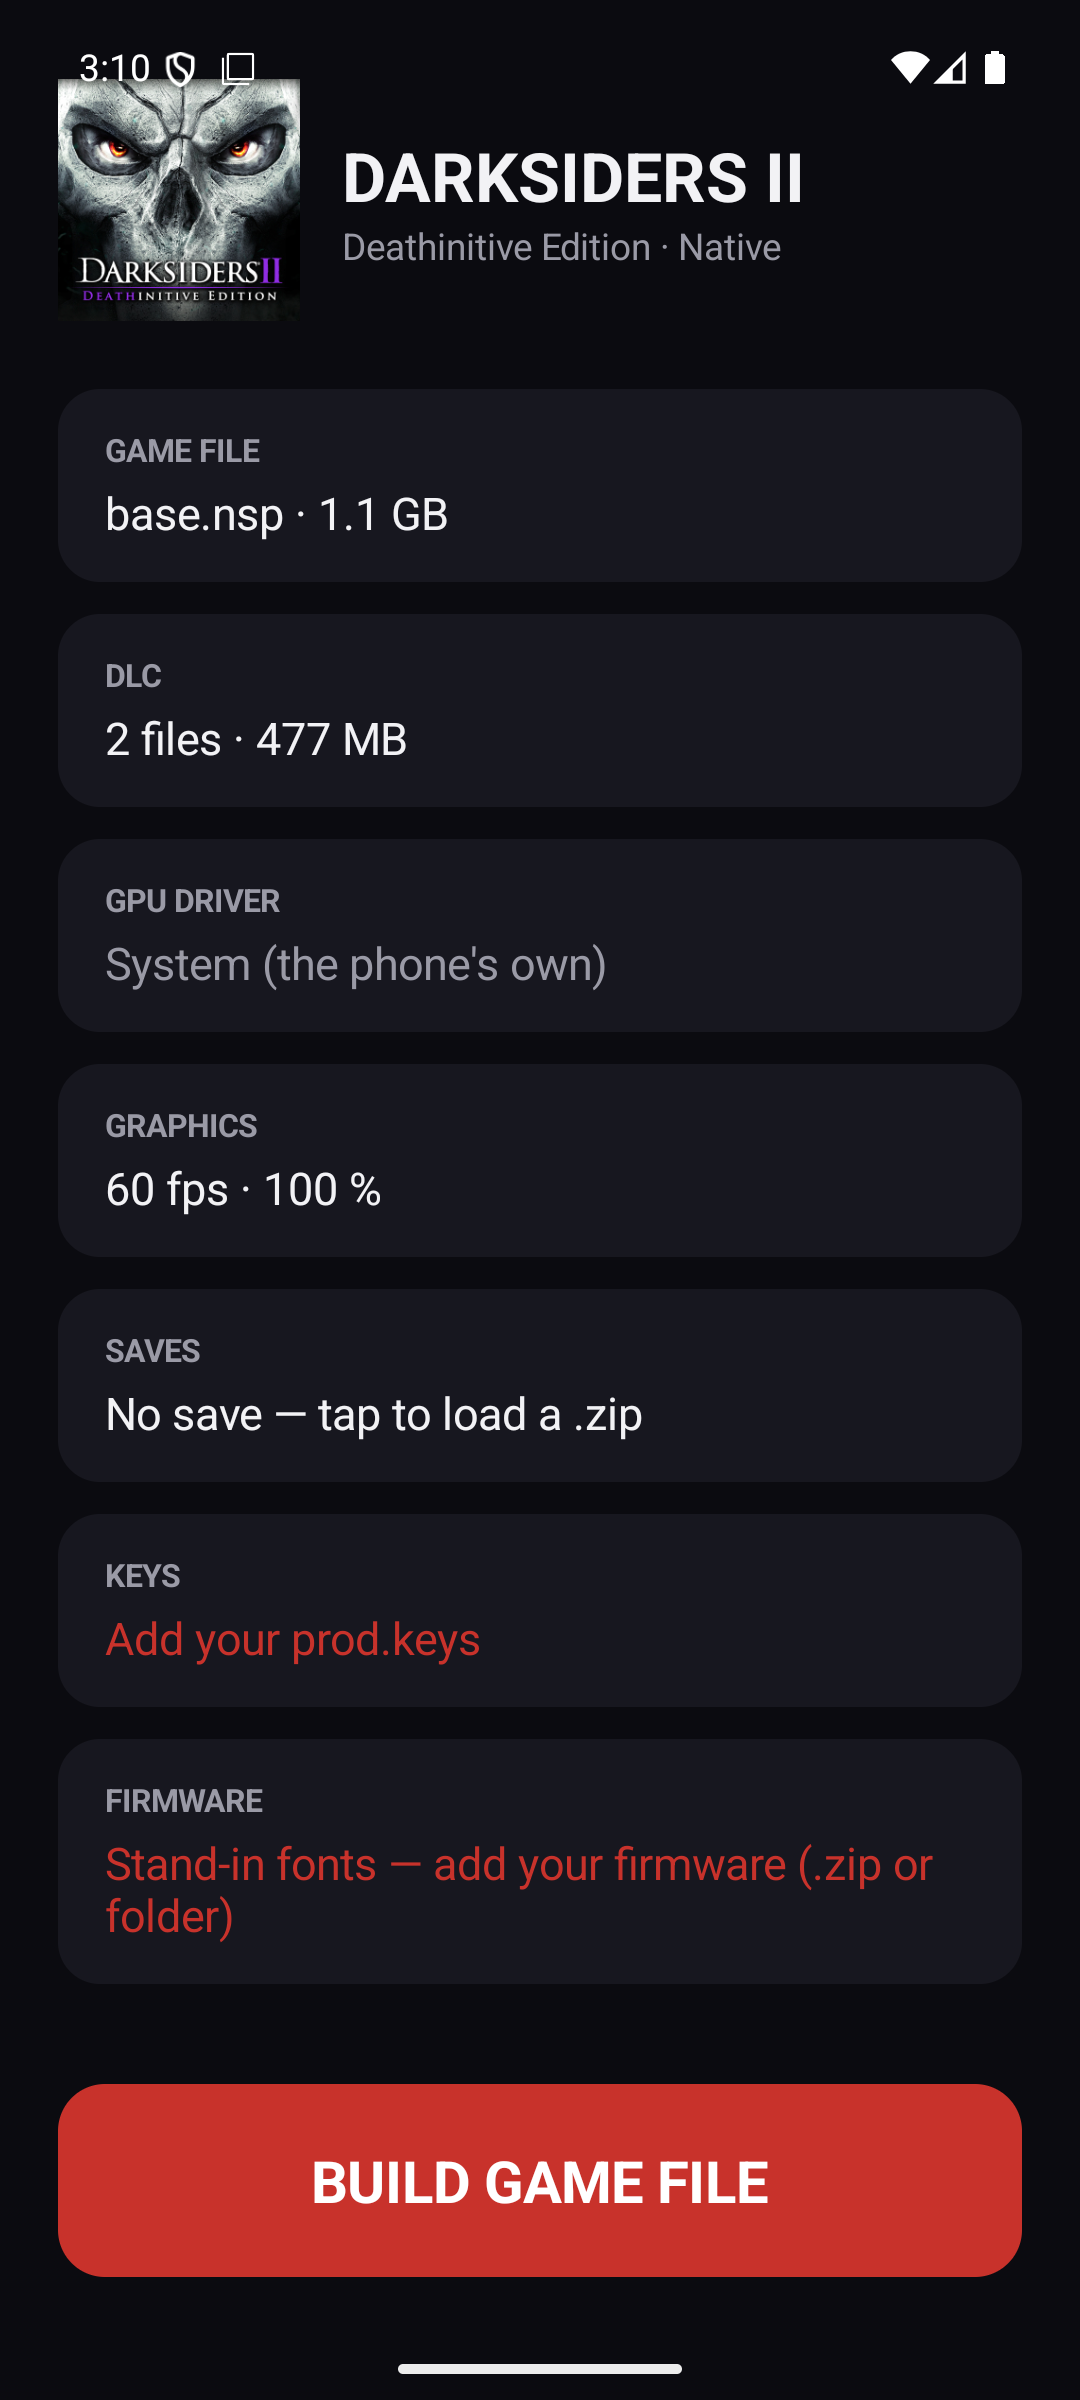 3:10
DARKSIDERS II
DEATHINITIVE EDITION
DARKSIDERS II
Deathinitive Edition · Native
GAME FILE
base.nsp · 1.1 GB
DLC
2 files · 477 MB
GPU DRIVER
System (the phone's own)
GRAPHICS
60 fps · 100 %
SAVES
No save — tap to load a .zip
KEYS
Add your prod.keys
FIRMWARE
Stand-in fonts — add your firmware (.zip or
folder)
BUILD GAME FILE